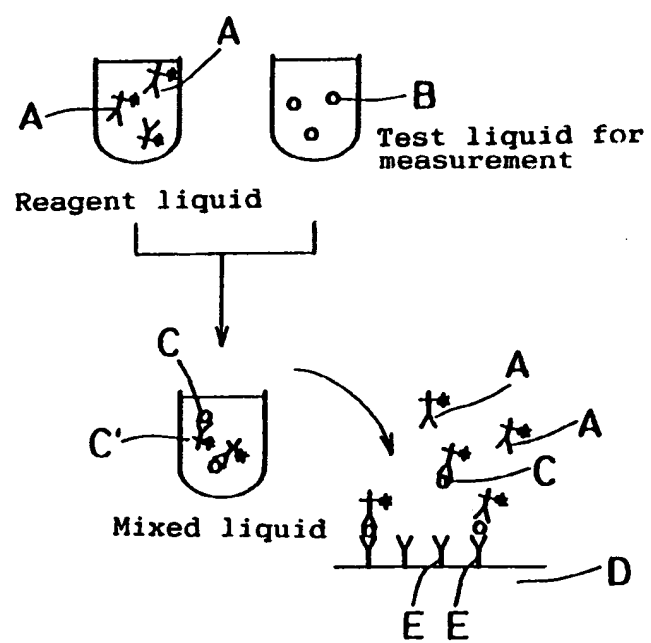 A
A
B
Test liquid for
measurement
Reagent liquid
C
C'
Mixed liquid
A
A
C
D
E E